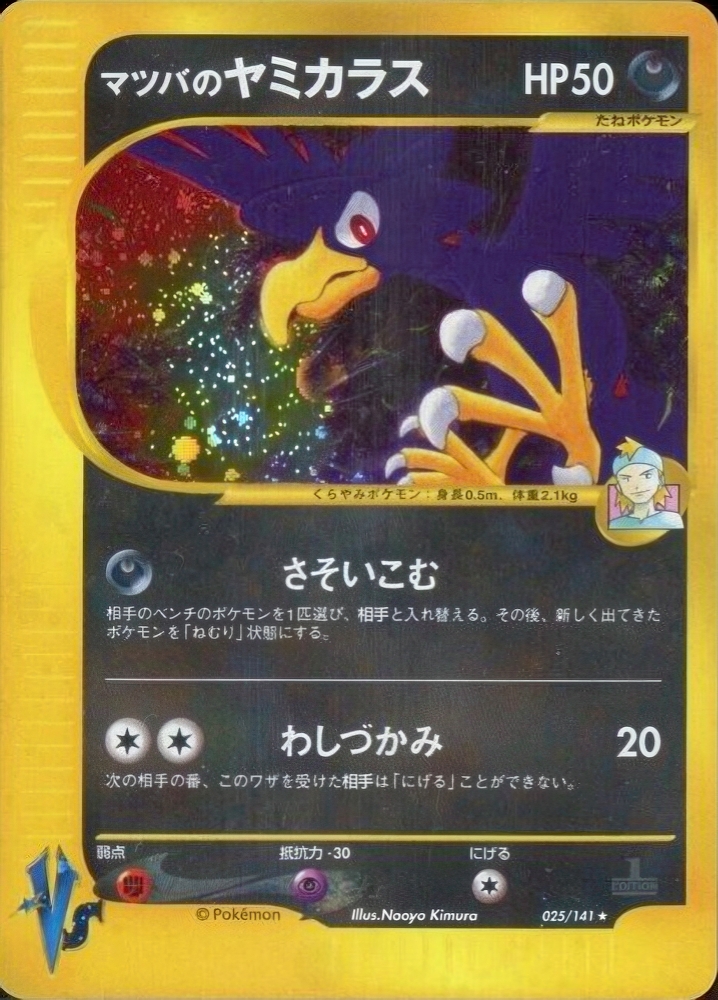 マツバのヤミカラス HP50
たねポケモン
くらやみポケモン：身長0.5m、体重2.1kg
さそいこむ
相手のベンチのポケモンを1匹選び、相手と入れ替える。その後、新しく出てきた
ポケモンを「ねむり」状態にする。
わしづかみ 20
次の相手の番、このワザを受けた相手は「にげる」ことができない。
弱点 抵抗力 -30 にげる
1 EDITION
VS
©Pokémon Illus.Naoyo Kimura 025/141★